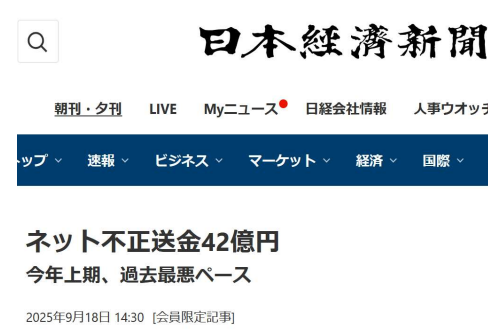 日本経済新聞
朝刊・夕刊 LIVE Myニュース 日経会社情報 人事ウオッチ
トップ 速報 ビジネス マーケット 経済 国際
ネット不正送金42億円
今年上期、過去最悪ペース
2025年9月18日 14:30 [会員限定記事]